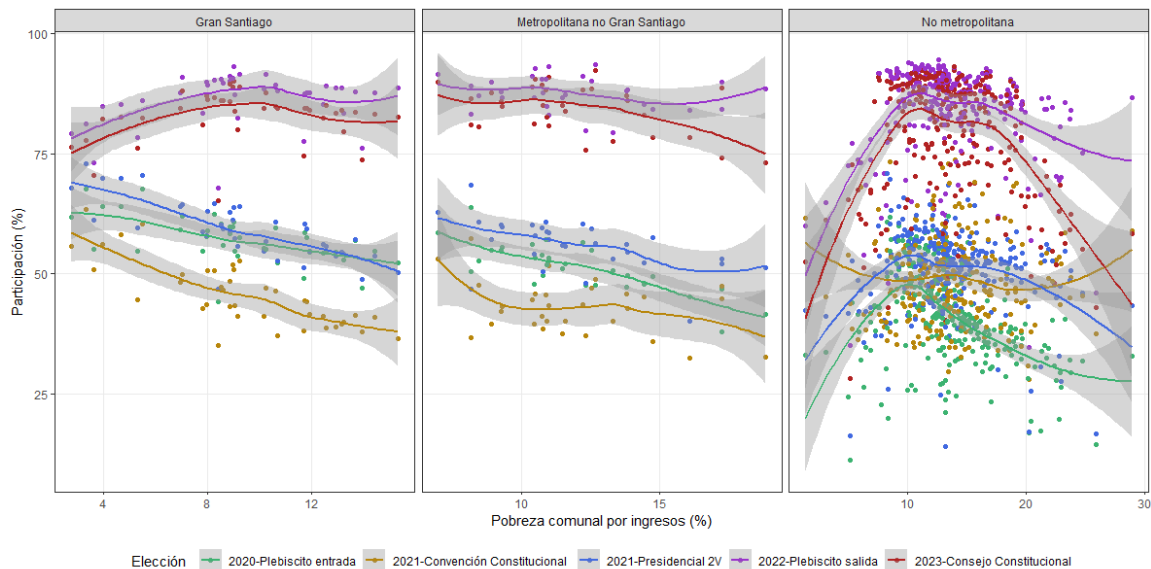 Gran Santiago
Metropolitana no Gran Santiago
No metropolitana
Participación (%)
100
75
50
25
4 8 12
10 15
10 20 30
Pobreza comunal por ingresos (%)
Elección 2020-Plebiscito entrada 2021-Convención Constitucional 2021-Presidencial 2V 2022-Plebiscito salida 2023-Consejo Constitucional